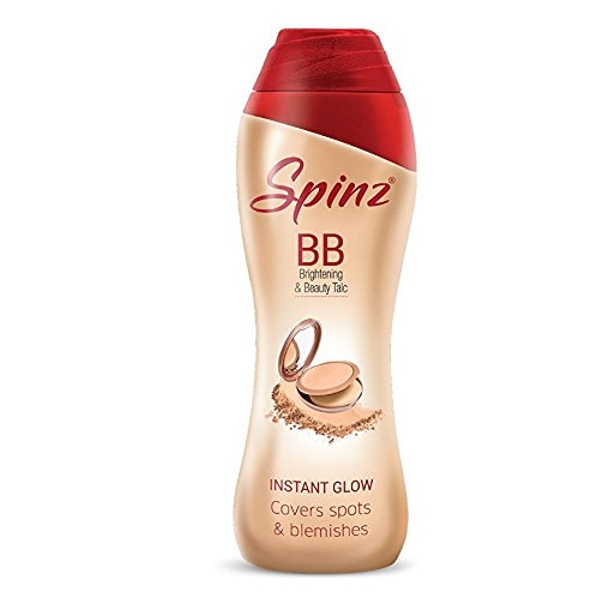 Spinz®
BB
Brightening
& Beauty Talc
INSTANT GLOW
Covers spots
& blemishes